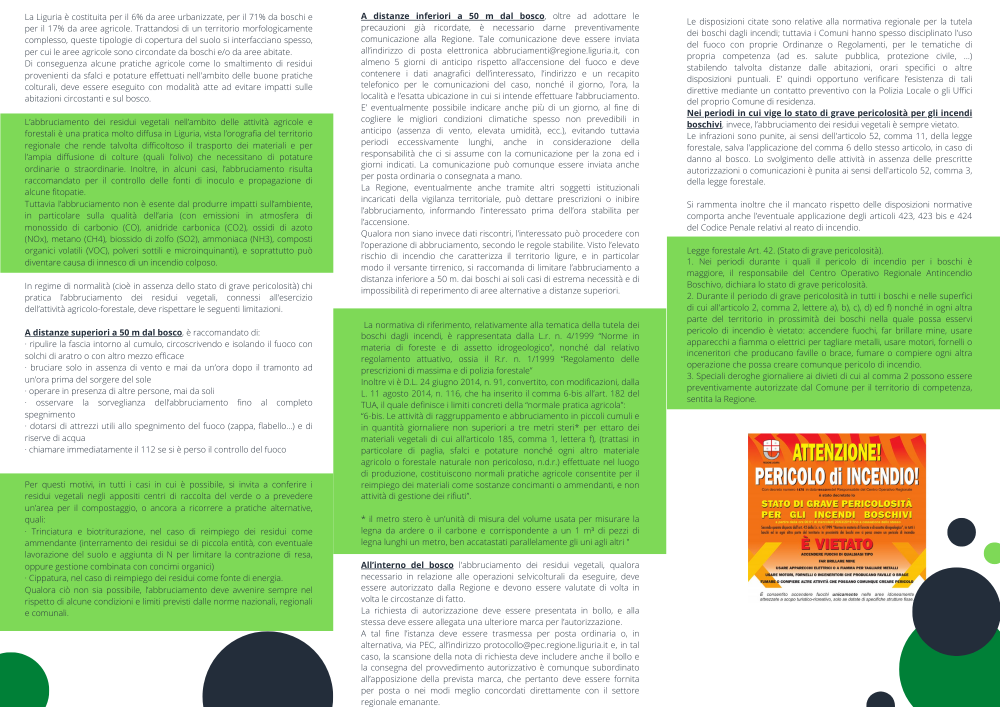 La Liguria è costituita per il 6% da aree urbanizzate, per il 71% da boschi e
per il 17% da aree agricole. Trattandosi di un territorio morfologicamente
complesso, queste tipologie di copertura del suolo si interfacciano spesso,
per cui le aree agricole sono circondate da boschi e/o da aree abitate.
Di conseguenza alcune pratiche agricole come lo smaltimento di residui
provenienti da sfalci e potature effettuati nell'ambito delle buone pratiche
colturali, deve essere eseguito con modalità atte ad evitare impatti sulle
abitazioni circostanti e sul bosco.
L’abbruciamento dei residui vegetali nell’ambito delle attività agricole e
forestali è una pratica molto diffusa in Liguria, vista l’orografia del territorio
regionale che rende talvolta difficoltoso il trasporto dei materiali e per
l’ampia diffusione di colture (quali l’olivo) che necessitano di potature
ordinarie o straordinarie. Inoltre, in alcuni casi, l’abbruciamento risulta
raccomandato per il controllo delle fonti di inoculo e propagazione di
alcune fitopatie.
Tuttavia l’abbruciamento non è esente dal produrre impatti sull’ambiente,
in particolare sulla qualità dell’aria (con emissioni in atmosfera di
monossido di carbonio (CO), anidride carbonica (CO2), ossidi di azoto
(NOx), metano (CH4), biossido di zolfo (SO2), ammoniaca (NH3), composti
organici volatili (VOC), polveri sottili e microinquinanti), e soprattutto può
diventare causa di innesco di un incendio colposo.
In regime di normalità (cioè in assenza dello stato di grave pericolosità) chi
pratica l’abbruciamento dei residui vegetali, connessi all’esercizio
dell’attività agricolo-forestale, deve rispettare le seguenti limitazioni.
A distanze superiori a 50 m dal bosco, è raccomandato di:
· ripulire la fascia intorno al cumulo, circoscrivendo e isolando il fuoco con
solchi di aratro o con altro mezzo efficace
· bruciare solo in assenza di vento e mai da un’ora dopo il tramonto ad
un’ora prima del sorgere del sole
· operare in presenza di altre persone, mai da soli
· osservare la sorveglianza dell’abbruciamento fino al completo
spegnimento
· dotarsi di attrezzi utili allo spegnimento del fuoco (zappa, flabello…) e di
riserve di acqua
· chiamare immediatamente il 112 se si è perso il controllo del fuoco
Per questi motivi, in tutti i casi in cui è possibile, si invita a conferire i
residui vegetali negli appositi centri di raccolta del verde o a prevedere
un’area per il compostaggio, o ancora a ricorrere a pratiche alternative,
quali:
· Trinciatura e biotriturazione, nel caso di reimpiego dei residui come
ammendante (interramento dei residui se di piccola entità, con eventuale
lavorazione del suolo e aggiunta di N per limitare la contrazione di resa,
oppure gestione combinata con concimi organici)
· Cippatura, nel caso di reimpiego dei residui come fonte di energia.
Qualora ciò non sia possibile, l’abbruciamento deve avvenire sempre nel
rispetto di alcune condizioni e limiti previsti dalle norme nazionali, regionali
e comunali.
A distanze inferiori a 50 m dal bosco, oltre ad adottare le
precauzioni già ricordate, è necessario darne preventivamente
comunicazione alla Regione. Tale comunicazione deve essere inviata
all’indirizzo di posta elettronica abbruciamenti@regione.liguria.it, con
almeno 5 giorni di anticipo rispetto all’accensione del fuoco e deve
contenere i dati anagrafici dell’interessato, l’indirizzo e un recapito
telefonico per le comunicazioni del caso, nonché il giorno, l’ora, la
località e l’esatta ubicazione in cui si intende effettuare l’abbruciamento.
E’ eventualmente possibile indicare anche più di un giorno, al fine di
cogliere le migliori condizioni climatiche spesso non prevedibili in
anticipo (assenza di vento, elevata umidità, ecc.), evitando tuttavia
periodi eccessivamente lunghi, anche in considerazione della
responsabilità che ci si assume con la comunicazione per la zona ed i
giorni indicati. La comunicazione può comunque essere inviata anche
per posta ordinaria o consegnata a mano.
La Regione, eventualmente anche tramite altri soggetti istituzionali
incaricati della vigilanza territoriale, può dettare prescrizioni o inibire
l’abbruciamento, informando l’interessato prima dell’ora stabilita per
l’accensione.
Qualora non siano invece dati riscontri, l’interessato può procedere con
l’operazione di abbruciamento, secondo le regole stabilite. Visto l’elevato
rischio di incendio che caratterizza il territorio ligure, e in particolar
modo il versante tirrenico, si raccomanda di limitare l’abbruciamento a
distanza inferiore a 50 m. dai boschi ai soli casi di estrema necessità e di
impossibilità di reperimento di aree alternative a distanze superiori.
La normativa di riferimento, relativamente alla tematica della tutela dei
boschi dagli incendi, è rappresentata dalla L.r. n. 4/1999 “Norme in
materia di foreste e di assetto idrogeologico”, nonché dal relativo
regolamento attuativo, ossia il R.r. n. 1/1999 “Regolamento delle
prescrizioni di massima e di polizia forestale”
Inoltre vi è D.L. 24 giugno 2014, n. 91, convertito, con modificazioni, dalla
L. 11 agosto 2014, n. 116, che ha inserito il comma 6-bis all’art. 182 del
TUA, il quale definisce i limiti concreti della “normale pratica agricola”:
“6-bis. Le attività di raggruppamento e abbruciamento in piccoli cumuli e
in quantità giornaliere non superiori a tre metri steri* per ettaro dei
materiali vegetali di cui all'articolo 185, comma 1, lettera f), (trattasi in
particolare di paglia, sfalci e potature nonché ogni altro materiale
agricolo o forestale naturale non pericoloso, n.d.r.) effettuate nel luogo
di produzione, costituiscono normali pratiche agricole consentite per il
reimpiego dei materiali come sostanze concimanti o ammendanti, e non
attività di gestione dei rifiuti”.
* il metro stero è un’unità di misura del volume usata per misurare la
legna da ardere o il carbone e corrispondente a un 1 m³ di pezzi di
legna lunghi un metro, ben accatastati parallelamente gli uni agli altri "
All’interno del bosco l'abbruciamento dei residui vegetali, qualora
necessario in relazione alle operazioni selvicolturali da eseguire, deve
essere autorizzato dalla Regione e devono essere valutate di volta in
volta le circostanze di fatto.
La richiesta di autorizzazione deve essere presentata in bollo, e alla
stessa deve essere allegata una ulteriore marca per l’autorizzazione.
A tal fine l’istanza deve essere trasmessa per posta ordinaria o, in
alternativa, via PEC, all’indirizzo protocollo@pec.regione.liguria.it e, in tal
caso, la scansione della nota di richiesta deve includere anche il bollo e
la consegna del provvedimento autorizzativo è comunque subordinato
all’apposizione della prevista marca, che pertanto deve essere fornita
per posta o nei modi meglio concordati direttamente con il settore
regionale emanante.
Le disposizioni citate sono relative alla normativa regionale per la tutela
dei boschi dagli incendi; tuttavia i Comuni hanno spesso disciplinato l’uso
del fuoco con proprie Ordinanze o Regolamenti, per le tematiche di
propria competenza (ad es. salute pubblica, protezione civile, …)
stabilendo talvolta distanze dalle abitazioni, orari specifici o altre
disposizioni puntuali. E’ quindi opportuno verificare l’esistenza di tali
direttive mediante un contatto preventivo con la Polizia Locale o gli Uffici
del proprio Comune di residenza.
Nei periodi in cui vige lo stato di grave pericolosità per gli incendi
boschivi, invece, l’abbruciamento dei residui vegetali è sempre vietato.
Le infrazioni sono punite, ai sensi dell'articolo 52, comma 11, della legge
forestale, salva l'applicazione del comma 6 dello stesso articolo, in caso di
danno al bosco. Lo svolgimento delle attività in assenza delle prescritte
autorizzazioni o comunicazioni è punita ai sensi dell'articolo 52, comma 3,
della legge forestale.
Si rammenta inoltre che il mancato rispetto delle disposizioni normative
comporta anche l’eventuale applicazione degli articoli 423, 423 bis e 424
del Codice Penale relativi al reato di incendio.
Legge forestale Art. 42. (Stato di grave pericolosità).
1. Nei periodi durante i quali il pericolo di incendio per i boschi è
maggiore, il responsabile del Centro Operativo Regionale Antincendio
Boschivo, dichiara lo stato di grave pericolosità.
2. Durante il periodo di grave pericolosità in tutti i boschi e nelle superfici
di cui all'articolo 2, comma 2, lettere a), b), c), d) ed f) nonché in ogni altra
parte del territorio in prossimità dei boschi nella quale possa esservi
pericolo di incendio è vietato: accendere fuochi, far brillare mine, usare
apparecchi a fiamma o elettrici per tagliare metalli, usare motori, fornelli o
inceneritori che producano faville o brace, fumare o compiere ogni altra
operazione che possa creare comunque pericolo di incendio.
3. Speciali deroghe giornaliere ai divieti di cui al comma 2 possono essere
preventivamente autorizzate dal Comune per il territorio di competenza,
sentita la Regione.
REGIONE LIGURIA
ATTENZIONE!
PERICOLO di INCENDIO!
Con decreto numero 1475 in data 19/03/2019 del Responsabile del Centro Operativo Regionale
è stato decretato lo
STATO DI GRAVE PERICOLOSITÀ
PER GLI INCENDI BOSCHIVI
a partire dalla ore 00:01 di mercoledì 20/03/2019 fino a cessazione dello stesso
Secondo quanto disposto dall'art. 42 della l.r. n. 4/1999 "Norme in materia di foreste e di assetto idrogeologico", in tutti i
boschi ed in ogni altra parte del territorio in prossimità dei boschi ove si possa creare un pericolo di incendio
È VIETATO
ACCENDERE FUOCHI DI QUALSIASI TIPO
FAR BRILLARE MINE
USARE APPARECCHI ELETTRICI O A FIAMMA PER TAGLIARE METALLI
USARE MOTORI, FORNELLI O INCENERITORI CHE PRODUCANO FAVILLE O BRACE
FUMARE O COMPIERE ALTRE ATTIVITÀ CHE POSSANO COMUNQUE CREARE PERICOLO
È consentito accendere fuochi unicamente nelle aree idoneamente
attrezzate a scopo turistico-ricreativo, solo se dotate di specifiche strutture fisse.